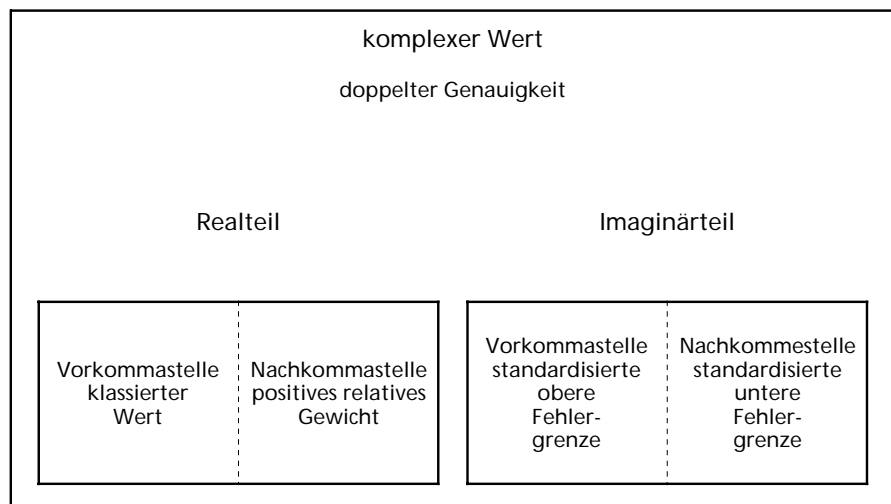 komplexer Wert
doppelter Genauigkeit
Realteil
Imaginärteil
Vorkommastelle
klassierter
Wert
Nachkommastelle
positives relatives
Gewicht
Vorkommastelle
standardisierte
obere
Fehler-
grenze
Nachkommestelle
standardisierte
untere
Fehler-
grenze